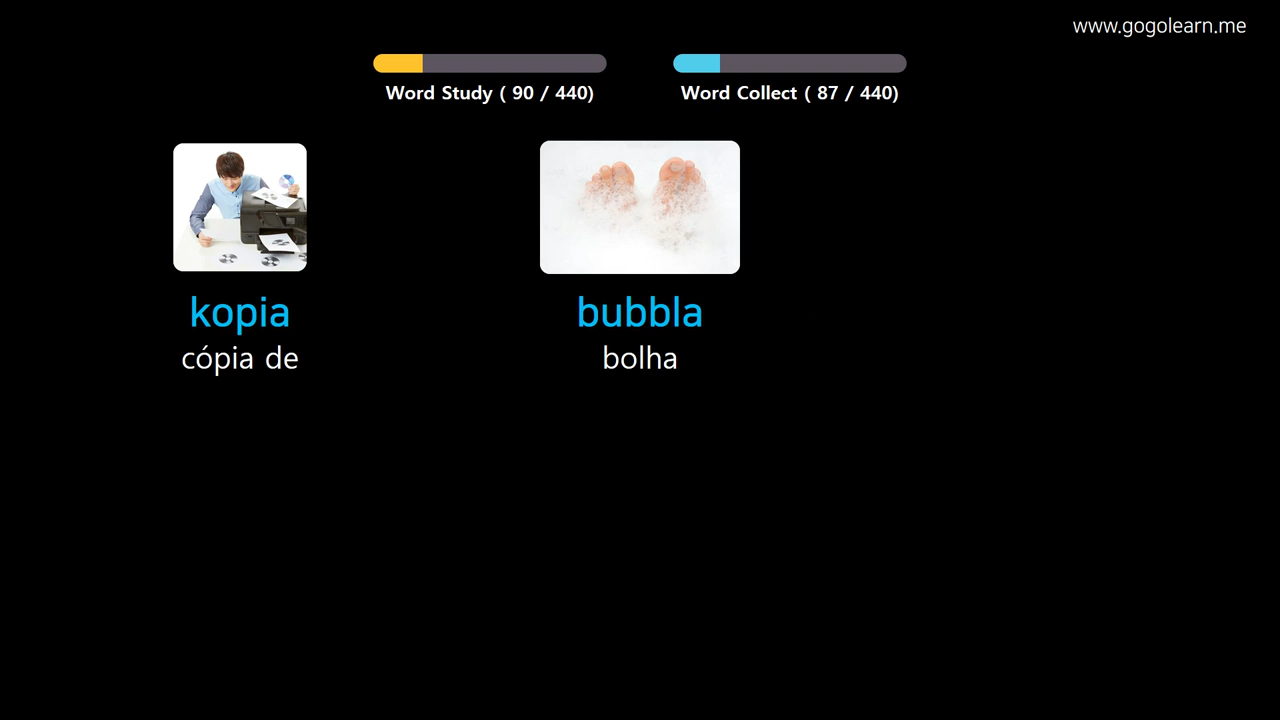 www.gogolearn.me
Word Study ( 90 / 440)
Word Collect ( 87 / 440)
kopia
cópia de
bubbla
bolha